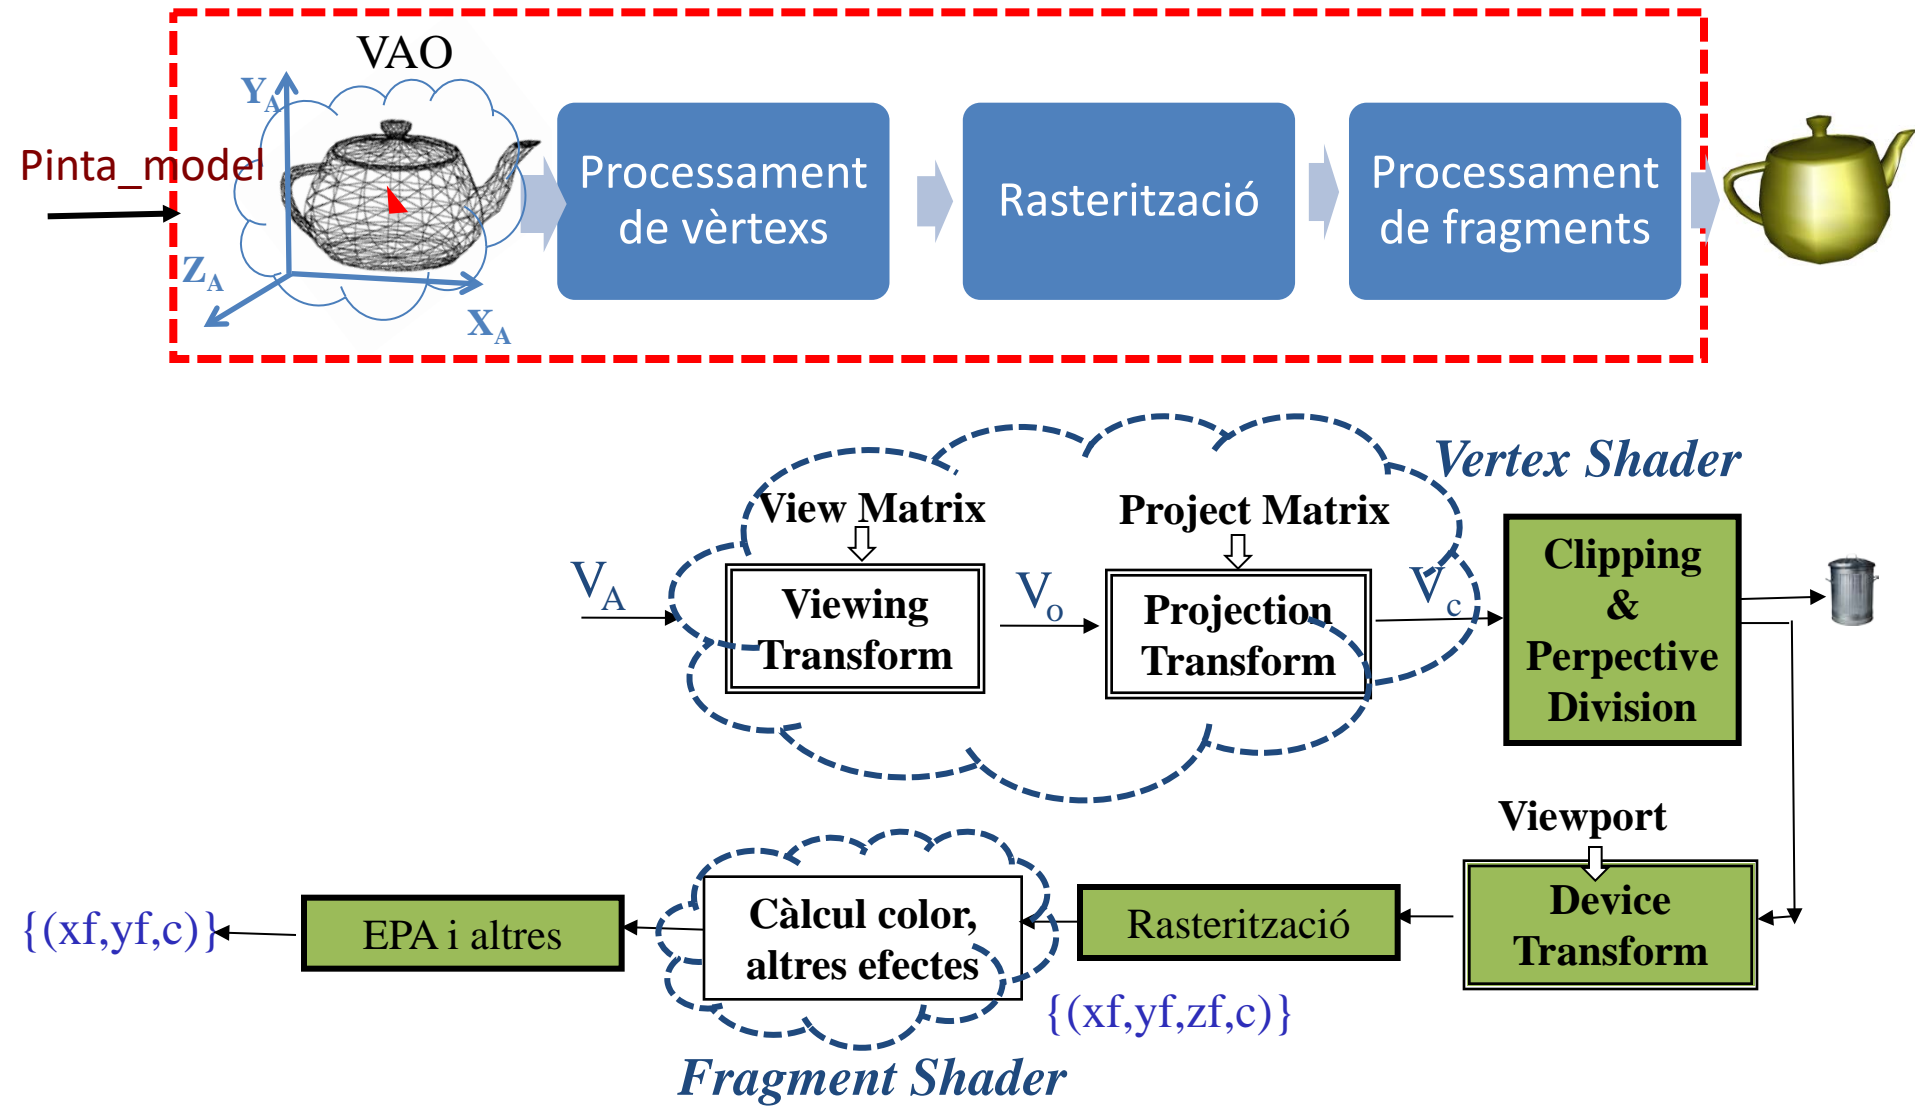 VAO
Y_A
Pinta_model
Z_A
X_A
Processament
de vèrtexs
Rasterització
Processament
de fragments
Vertex Shader
View Matrix
Project Matrix
V_A
Viewing
Transform
V_o
Projection
Transform
V_c
Clipping
&
Perpective
Division
Viewport
Device
Transform
Rasterització
{(xf,yf,zf,c)}
Càlcul color,
altres efectes
Fragment Shader
EPA i altres
{(xf,yf,c)}